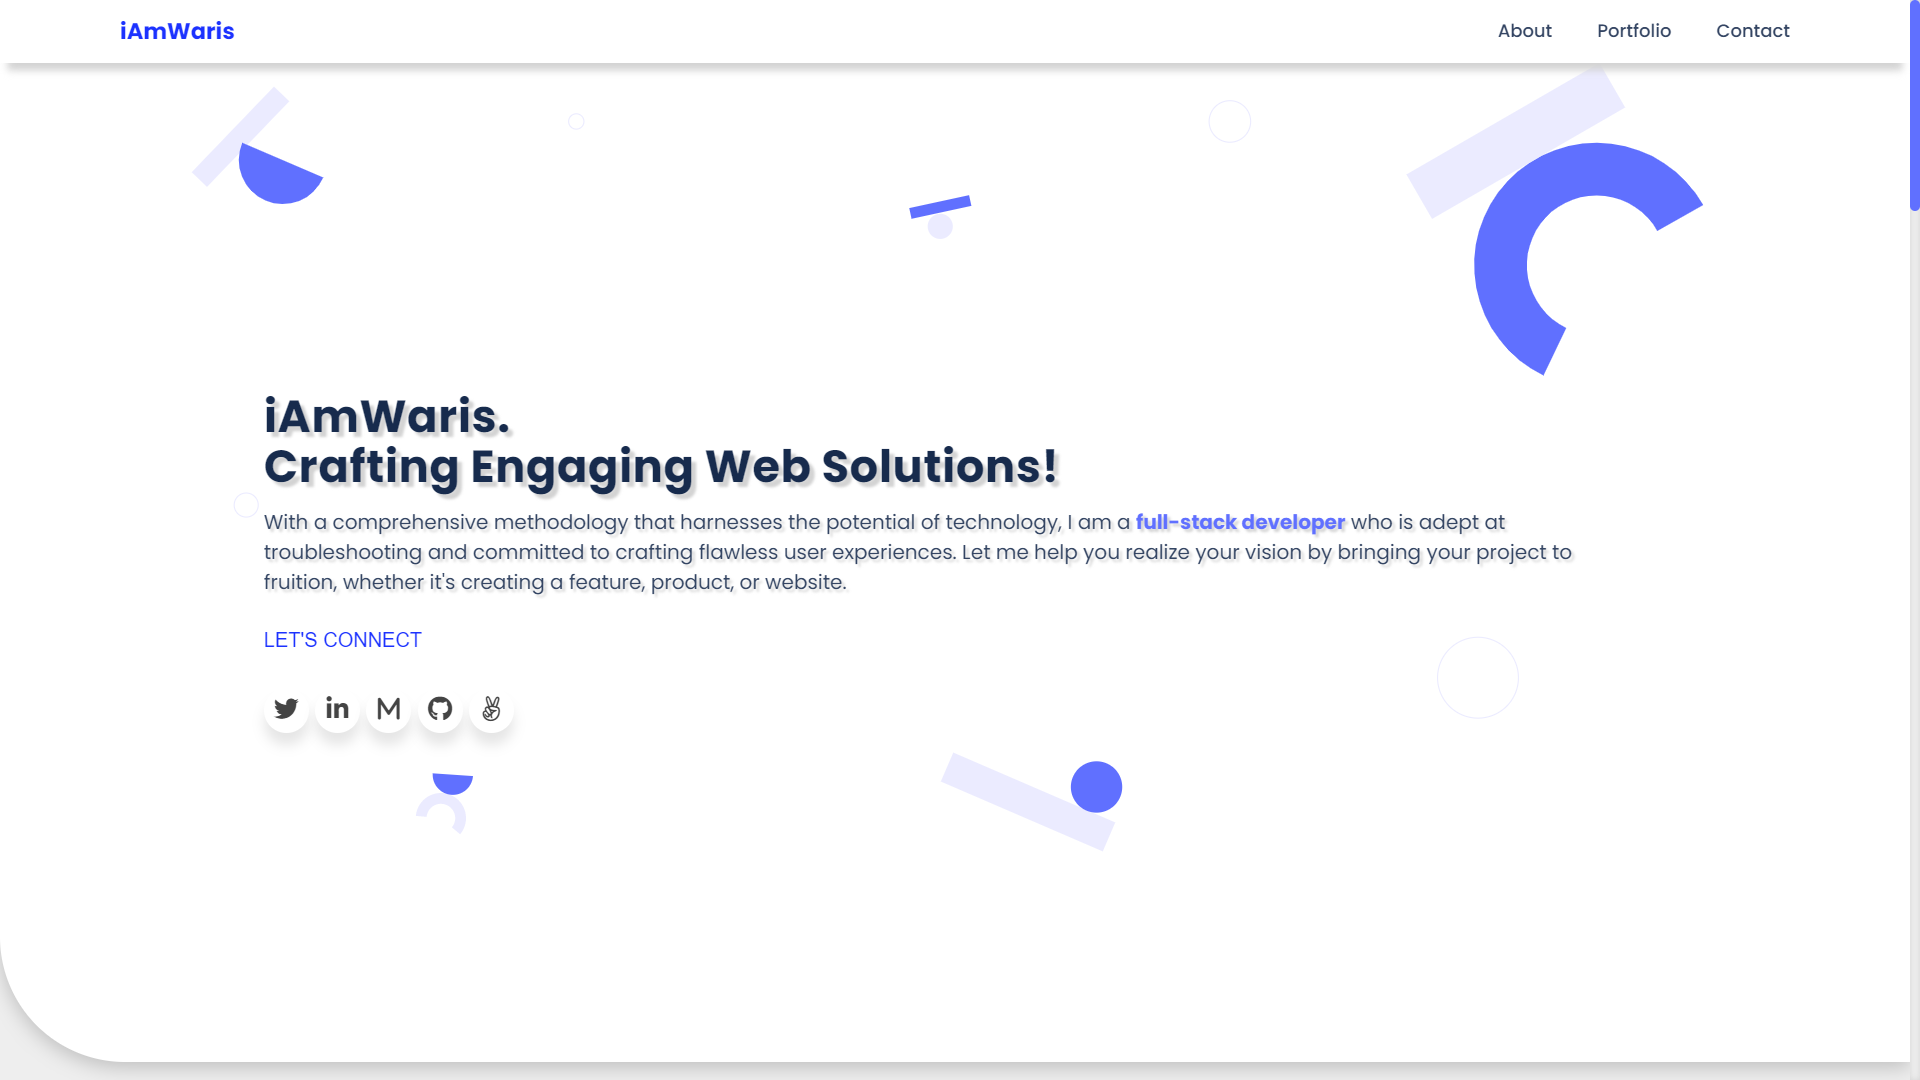 iAmWaris
About
Portfolio
Contact
iAmWaris.
Crafting Engaging Web Solutions!
With a comprehensive methodology that harnesses the potential of technology, I am a full-stack developer who is adept at
troubleshooting and committed to crafting flawless user experiences. Let me help you realize your vision by bringing your project to
fruition, whether it's creating a feature, product, or website.
LET'S CONNECT